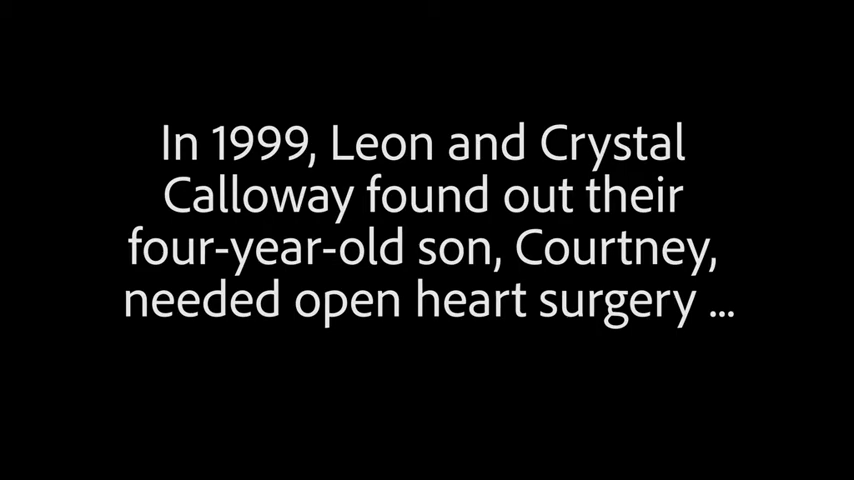 In 1999, Leon and Crystal
Calloway found out their
four-year-old son, Courtney,
needed open heart surgery ...